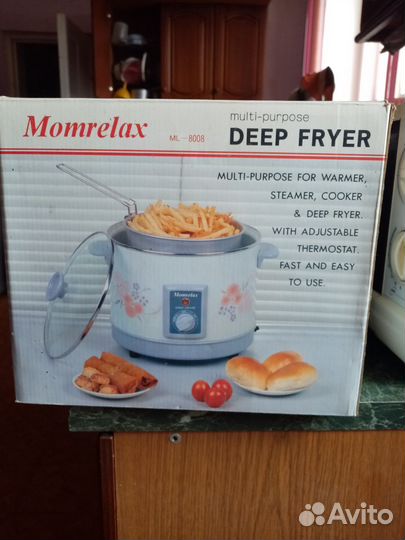 Momrelax
ML-8008
multi-purpose
DEEP FRYER
MULTI-PURPOSE FOR WARMER,
STEAMER, COOKER
& DEEP FRYER.
WITH ADJUSTABLE
THERMOSTAT.
FAST AND EASY
TO USE.
Momrelax
Avito